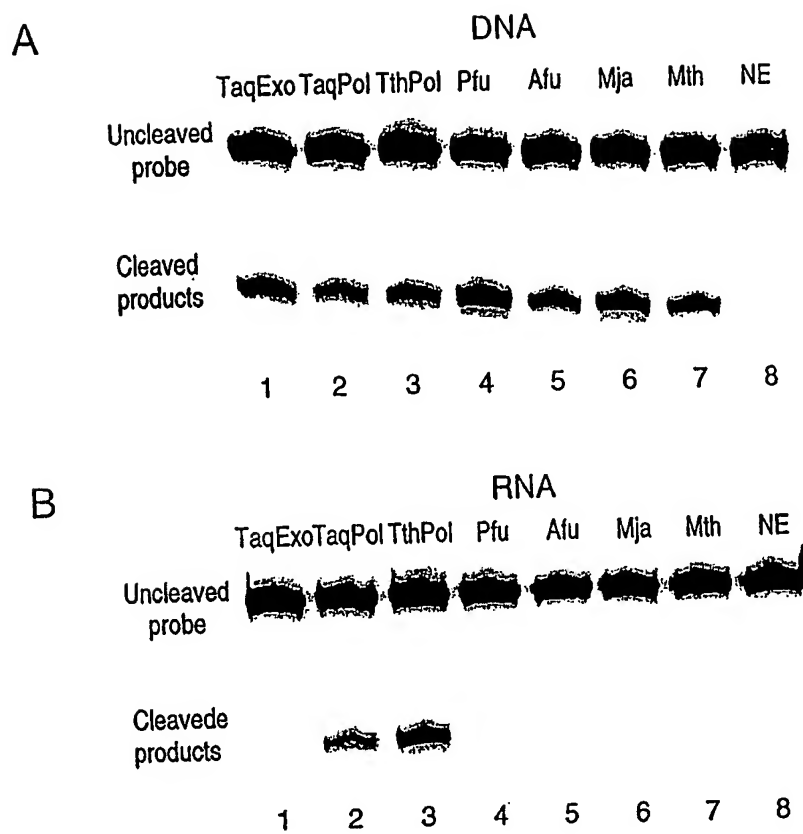 A
DNA
TaqExo TaqPol TthPol Pfu Afu Mja Mth NE
Uncleaved
probe
Cleaved
products
1 2 3 4 5 6 7 8
B
RNA
TaqExo TaqPol TthPol Pfu Afu Mja Mth NE
Uncleaved
probe
Cleavede
products
1 2 3 4 5 6 7 8